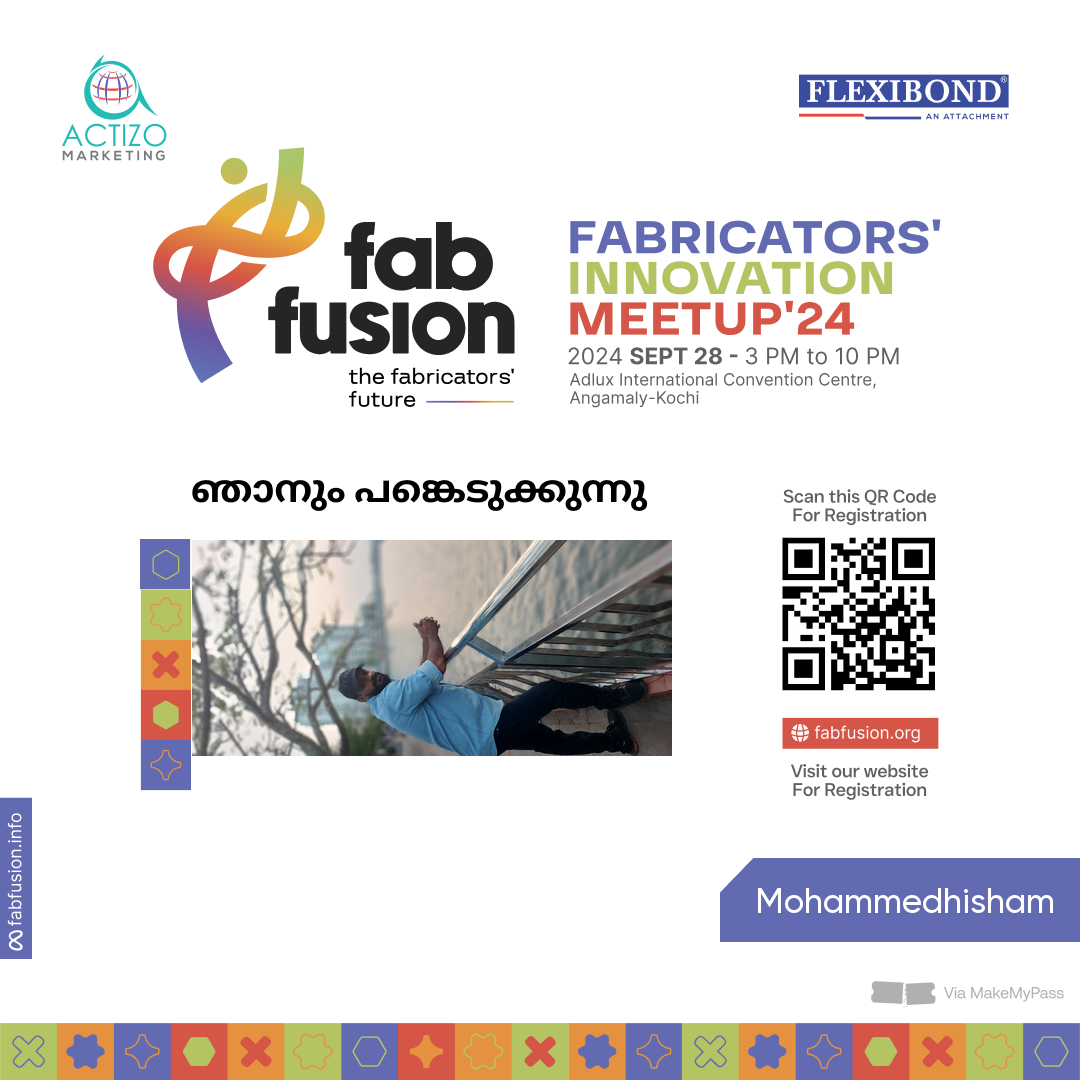 ACTIZO
MARKETING
FLEXIBOND®
AN ATTACHMENT
fab
fusion
the fabricators'
future
FABRICATORS'
INNOVATION
MEETUP'24
2024 SEPT 28 - 3 PM to 10 PM
Adlux International Convention Centre,
Angamaly-Kochi
ഞാനും പങ്കെടുക്കുന്നു
Scan this QR Code
For Registration
fabfusion.org
Visit our website
For Registration
fabfusion.info
Mohammedhisham
Via MakeMyPass